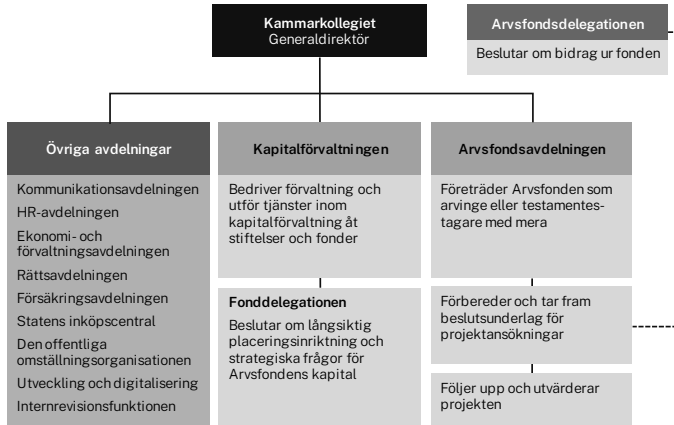 Kammarkollegiet
Generaldirektör
Arvsfondsdelegationen
Beslutar om bidrag ur fonden
Övriga avdelningar
Kommunikationsavdelningen
HR-avdelningen
Ekonomi- och
förvaltningsavdelningen
Rättsavdelningen
Försäkringsavdelningen
Statens inköpscentral
Den offentliga
omställningsorganisationen
Utveckling och digitalisering
Internrevisionsfunktionen
Kapitalförvaltningen
Bedriver förvaltning och
utför tjänster inom
kapitalförvaltning åt
stiftelser och fonder
Fonddelegationen
Beslutar om långsiktig
placeringsinriktning och
strategiska frågor för
Arvsfondens kapital
Arvsfondsavdelningen
Företräder Arvsfonden som
arvinge eller testamentes-
tagare med mera
Förbereder och tar fram
beslutsunderlag för
projektansökningar
Följer upp och utvärderar
projekten